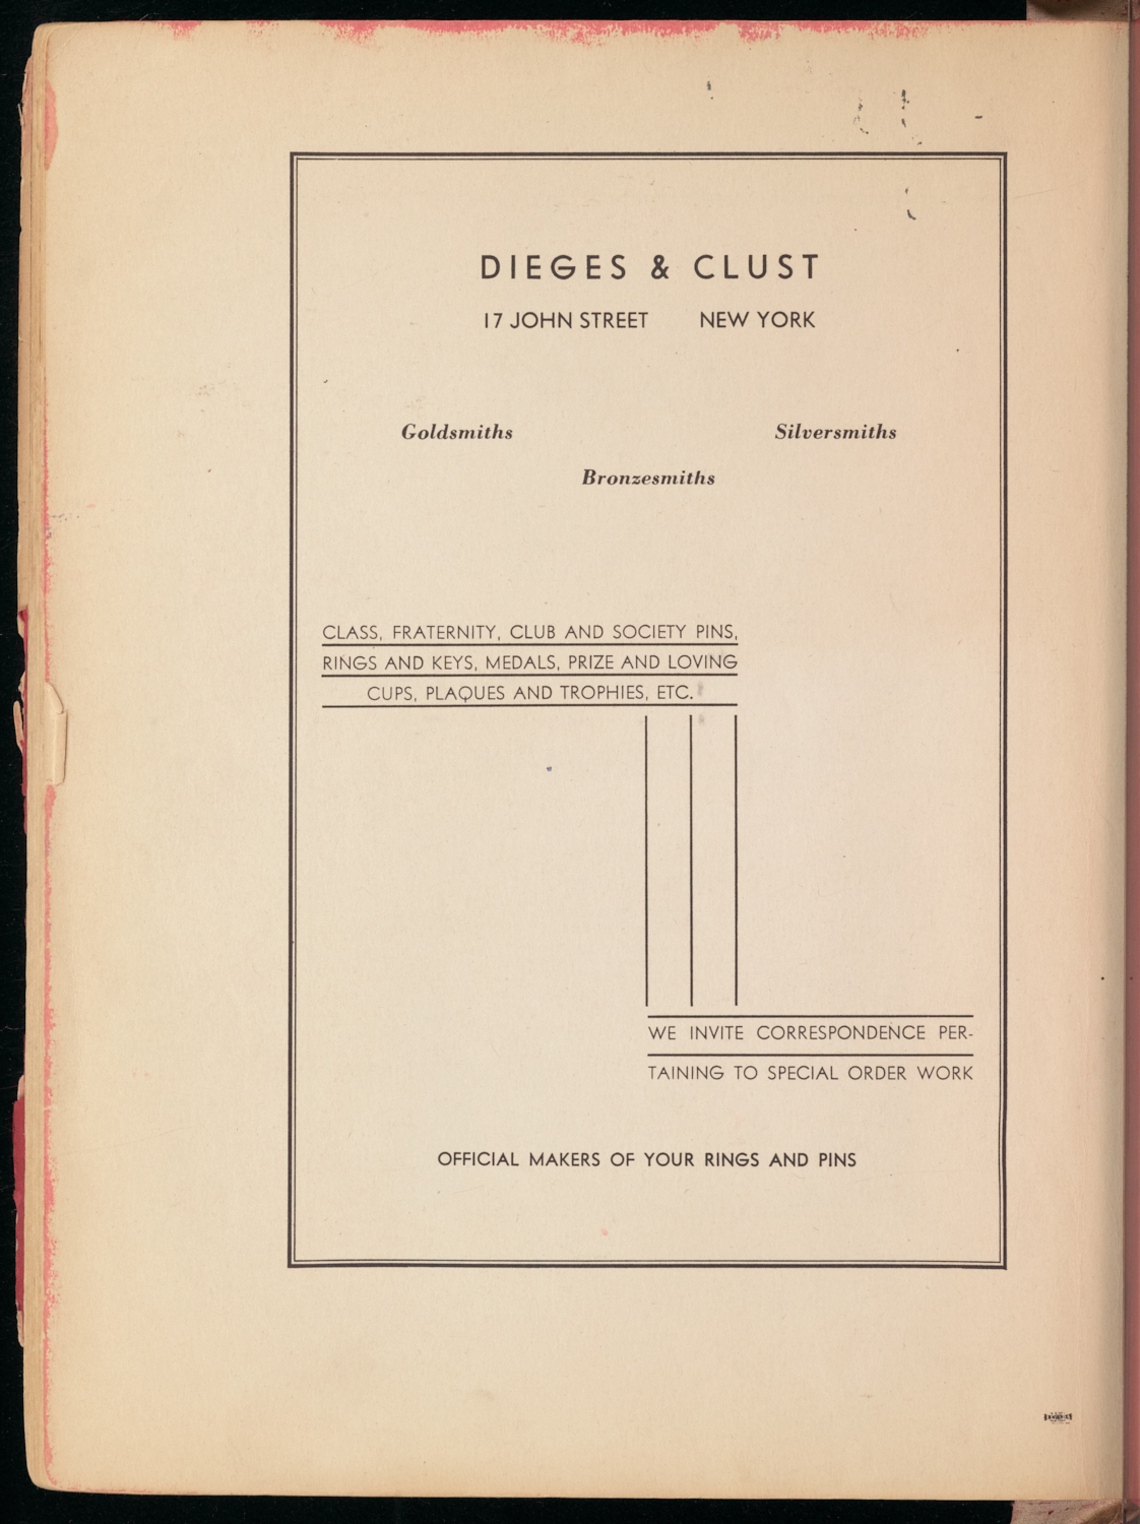 DIEGES & CLUST
17 JOHN STREET NEW YORK
Goldsmiths Silversmiths
Bronzesmiths
CLASS, FRATERNITY, CLUB AND SOCIETY PINS,
RINGS AND KEYS, MEDALS, PRIZE AND LOVING
CUPS, PLAQUES AND TROPHIES, ETC.
WE INVITE CORRESPONDENCE PER-
TAINING TO SPECIAL ORDER WORK
OFFICIAL MAKERS OF YOUR RINGS AND PINS